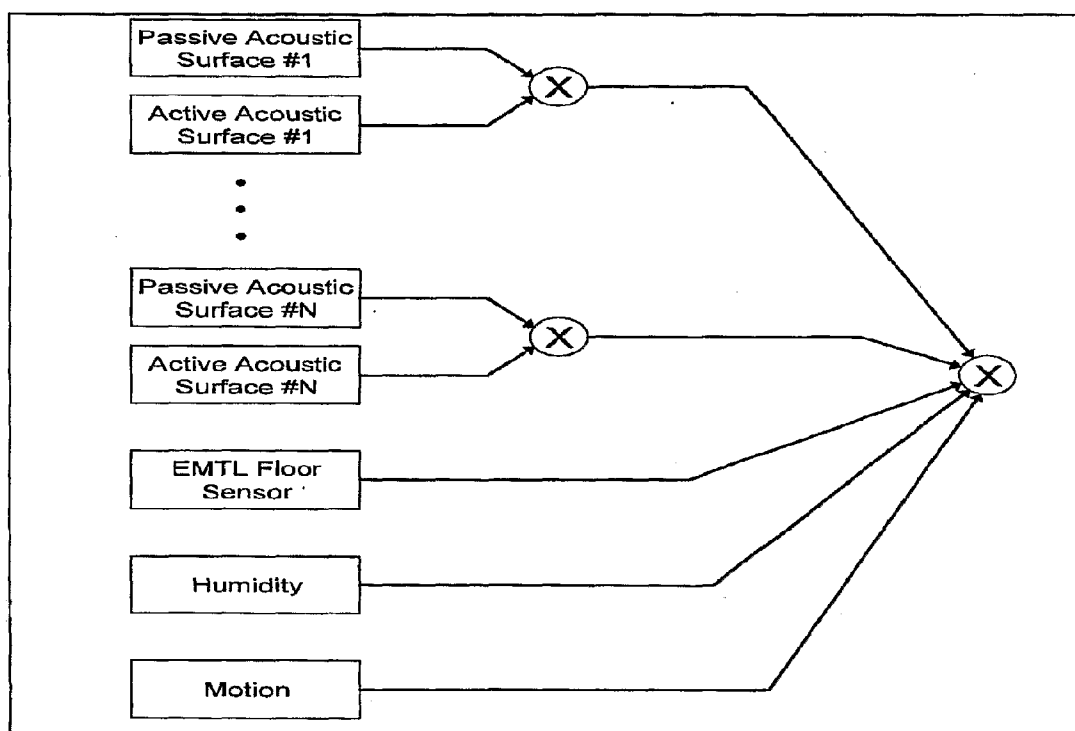 Passive Acoustic
Surface #1
Active Acoustic
Surface #1
Passive Acoustic
Surface #N
Active Acoustic
Surface #N
EMTL Floor
Sensor
Humidity
Motion